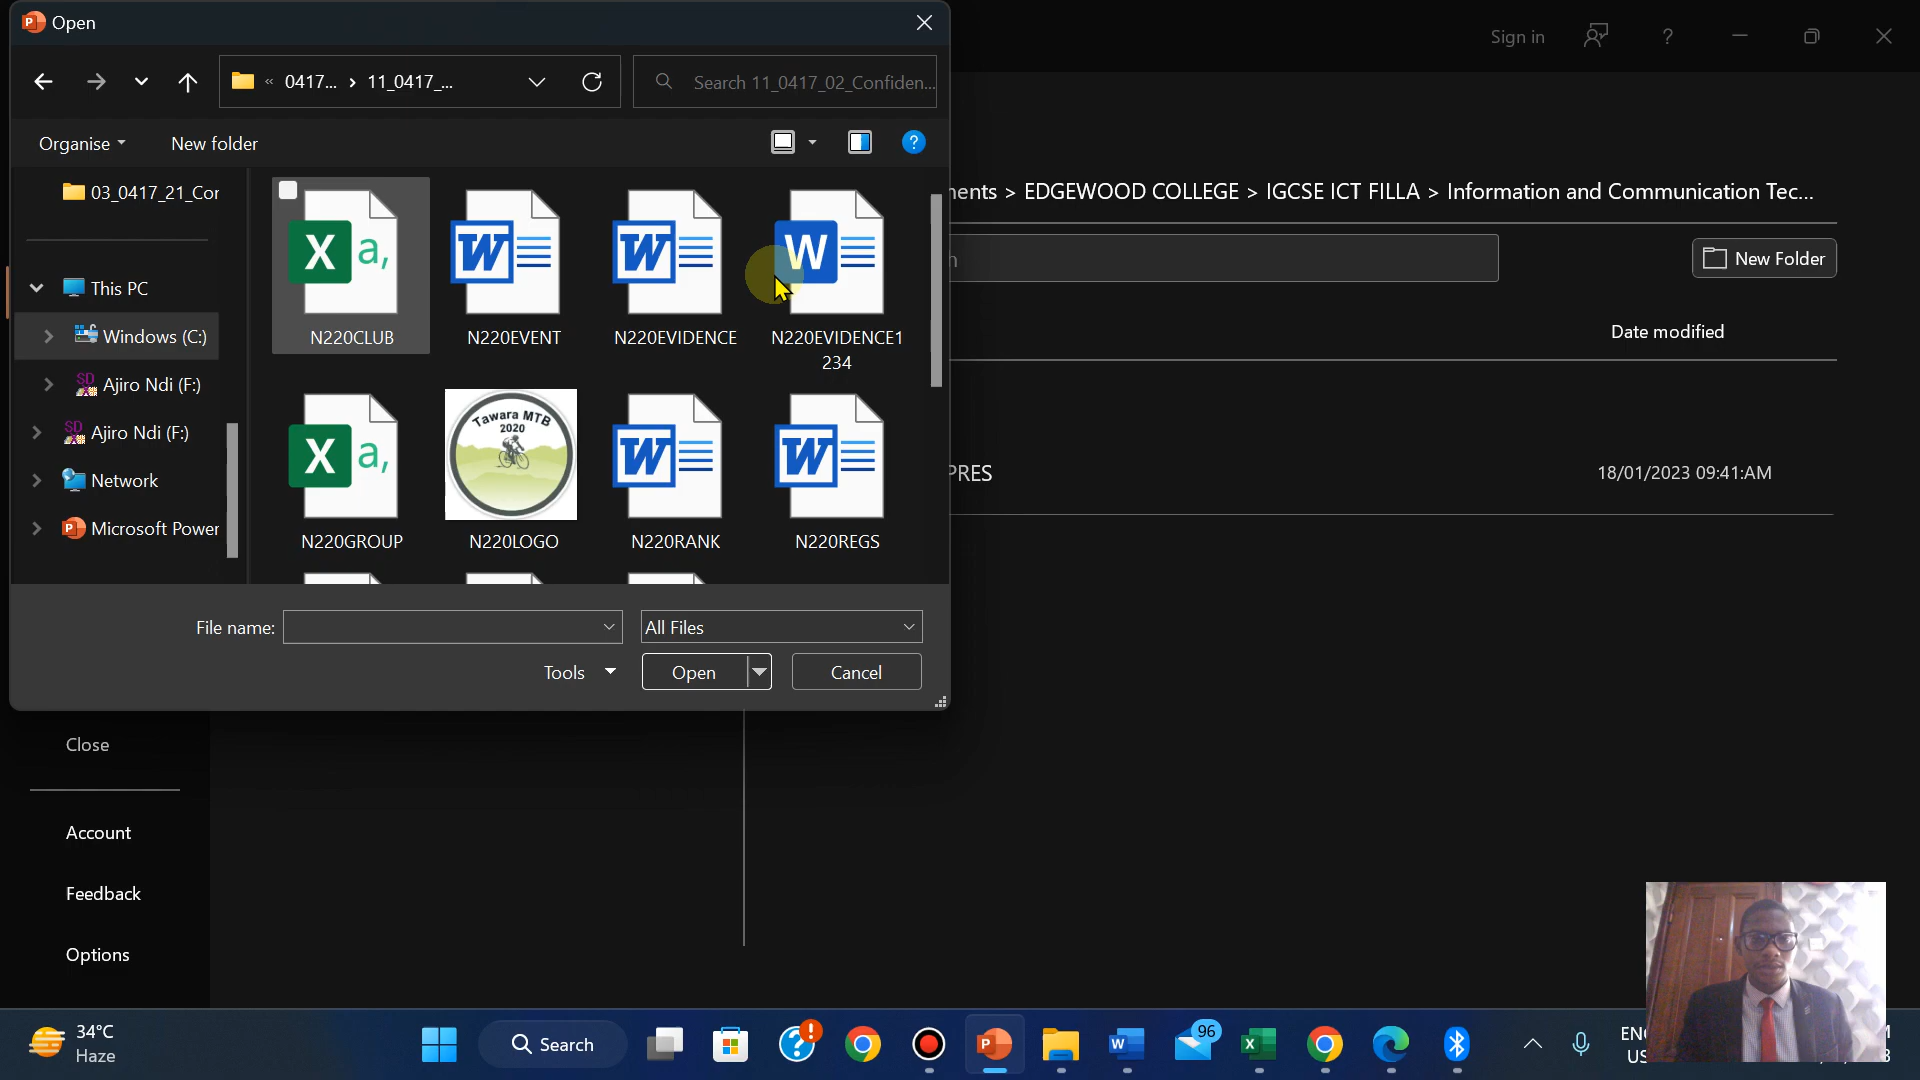 Open
Sign in
?
« 0417... > 11_0417_...
Search 11_0417_02_Confiden...
Organise
New folder
?
03_0417_21_Cor
This PC
Windows (C:)
Ajiro Ndi (F:)
Ajiro Ndi (F:)
Network
Microsoft Power
N220CLUB
N220EVENT
N220EVIDENCE
N220EVIDENCE1
234
Tawara MTB
2020
N220GROUP
N220LOGO
N220RANK
N220REGS
File name:
All Files
Tools
Open
Cancel
ents > EDGEWOOD COLLEGE > IGCSE ICT FILLA > Information and Communication Tec...
New Folder
Date modified
PRES
18/01/2023 09:41:AM
Close
Account
Feedback
Options
34°C
Haze
Search
96
ENG
US